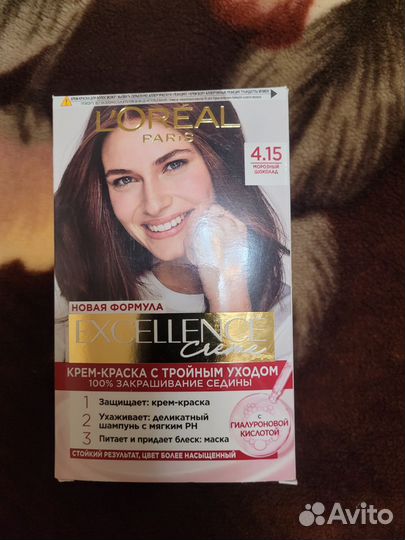 L'ORÉAL
PARIS
4.15
МОРОЗНЫЙ
ШОКОЛАД
НОВАЯ ФОРМУЛА
EXCELLENCE
Creme
КРЕМ-КРАСКА С ТРОЙНЫМ УХОДОМ
100% ЗАКРАШИВАНИЕ СЕДИНЫ
1 Защищает: крем-краска
2 Ухаживает: деликатный
шампунь с мягким PH
3 Питает и придает блеск: маска
С
ГИАЛУРОНОВОЙ
КИСЛОТОЙ
СТОЙКИЙ РЕЗУЛЬТАТ, ЦВЕТ БОЛЕЕ НАСЫЩЕННЫЙ
Avito